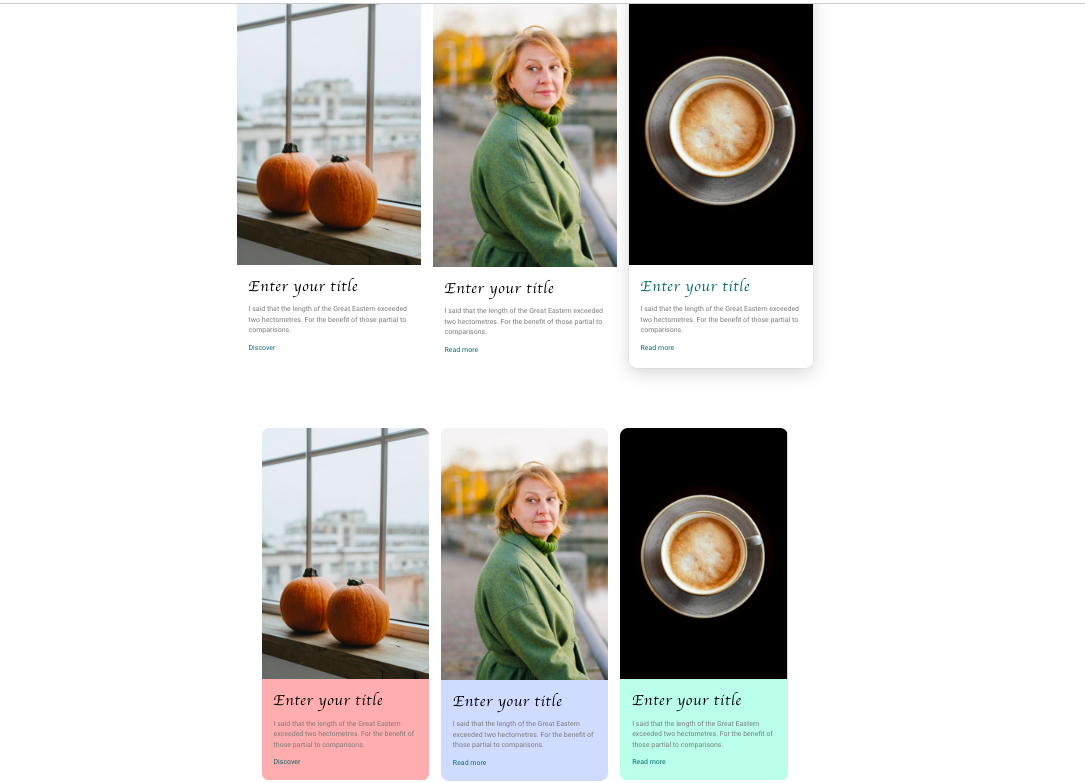 Enter your title
I said that the length of the Great Eastern exceeded
two hectometres. For the benefit of those partial to
comparisons.
Discover
Enter your title
I said that the length of the Great Eastern exceeded
two hectometres. For the benefit of those partial to
comparisons.
Read more
Enter your title
I said that the length of the Great Eastern exceeded
two hectometres. For the benefit of those partial to
comparisons.
Read more
Enter your title
I said that the length of the Great Eastern
exceeded two hectometres. For the benefit of
those partial to comparisons.
Discover
Enter your title
I said that the length of the Great Eastern
exceeded two hectometres. For the benefit of
those partial to comparisons.
Read more
Enter your title
I said that the length of the Great Eastern
exceeded two hectometres. For the benefit of
those partial to comparisons.
Read more